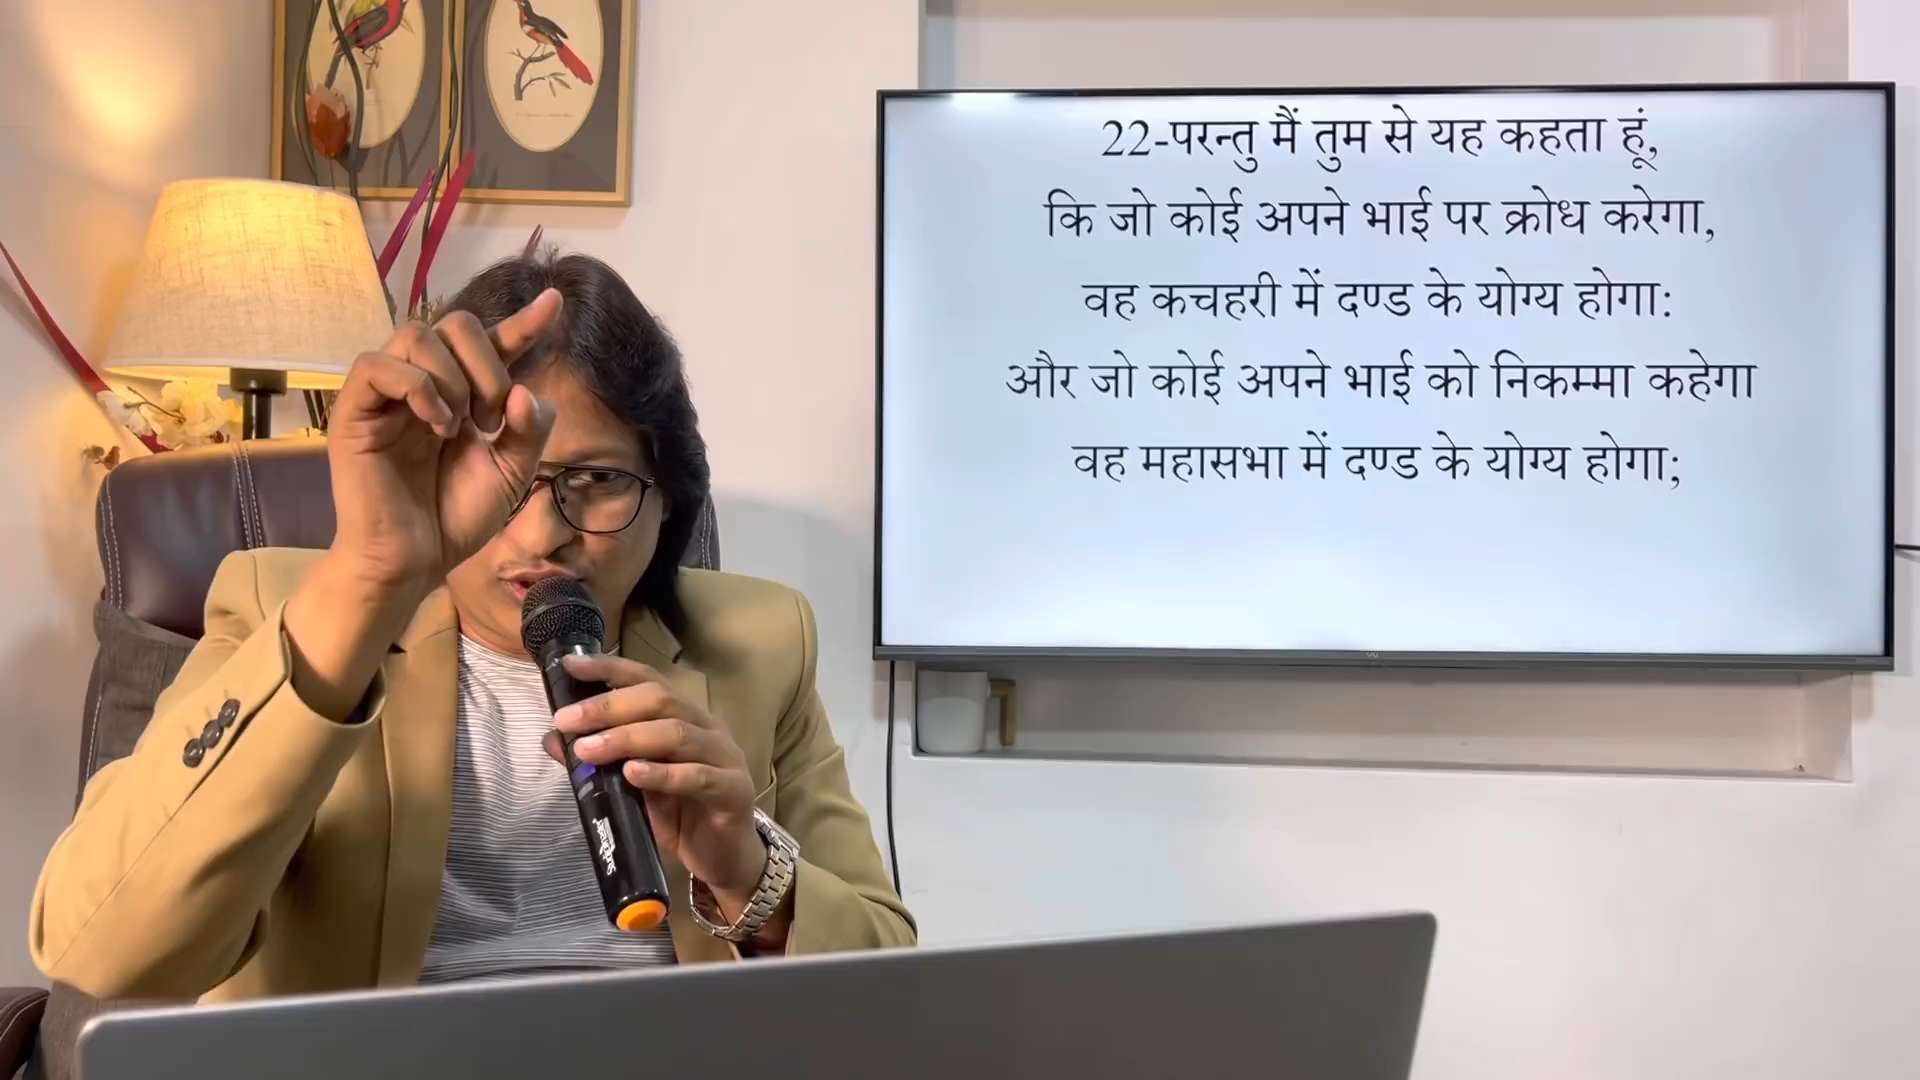 22-परन्तु मैं तुम से यह कहता हूं,
कि जो कोई अपने भाई पर क्रोध करेगा,
वह कचहरी में दण्ड के योग्य होगा:
और जो कोई अपने भाई को निकम्मा कहेगा
वह महासभा में दण्ड के योग्य होगा;